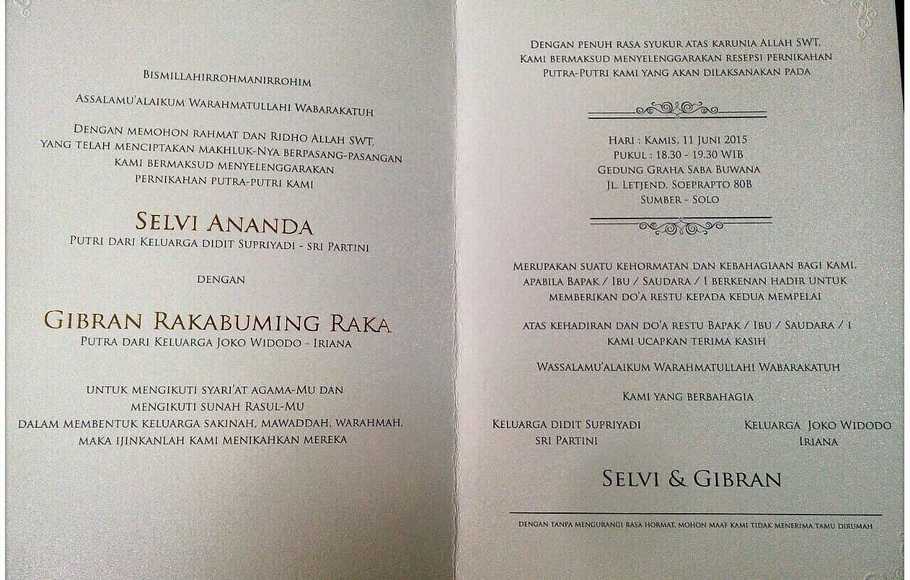 Bismillahirrohmanirrohim
Assalamu'alaikum Warahmatullahi Wabarakatuh
Dengan memohon rahmat dan Ridho Allah SWT,
yang telah menciptakan makhluk-Nya berpasang-pasangan
kami bermaksud menyelenggarakan
pernikahan putra-putri kami
Selvi Ananda
Putri dari Keluarga Didit Supriyadi - Sri Partini
dengan
Gibran Rakabuming Raka
Putra dari Keluarga Joko Widodo - Iriana
untuk mengikuti syari'at agama-Mu dan
mengikuti sunah Rasul-Mu
dalam membentuk keluarga sakinah, mawaddah, warahmah,
maka ijinkanlah kami menikahkan mereka
Dengan penuh rasa syukur atas karunia Allah SWT,
Kami bermaksud menyelenggarakan resepsi pernikahan
Putra-Putri kami yang akan dilaksanakan pada
Hari : Kamis, 11 Juni 2015
Pukul : 18.30 - 19.30 WIB
Gedung Graha Saba Buwana
Jl. Letjend. Soeprapto 80B
Sumber - Solo
Merupakan suatu kehormatan dan kebahagiaan bagi kami,
apabila Bapak / Ibu / Saudara / I berkenan hadir untuk
memberikan do'a restu kepada kedua mempelai
atas kehadiran dan do'a restu Bapak / Ibu / Saudara / i
kami ucapkan terima kasih
Wassalamu'alaikum Warahmatullahi Wabarakatuh
Kami yang berbahagia
Keluarga Didit Supriyadi
Sri Partini
Keluarga Joko Widodo
Iriana
Selvi & Gibran
dengan tanpa mengurangi rasa hormat, mohon maaf kami tidak menerima tamu dirumah